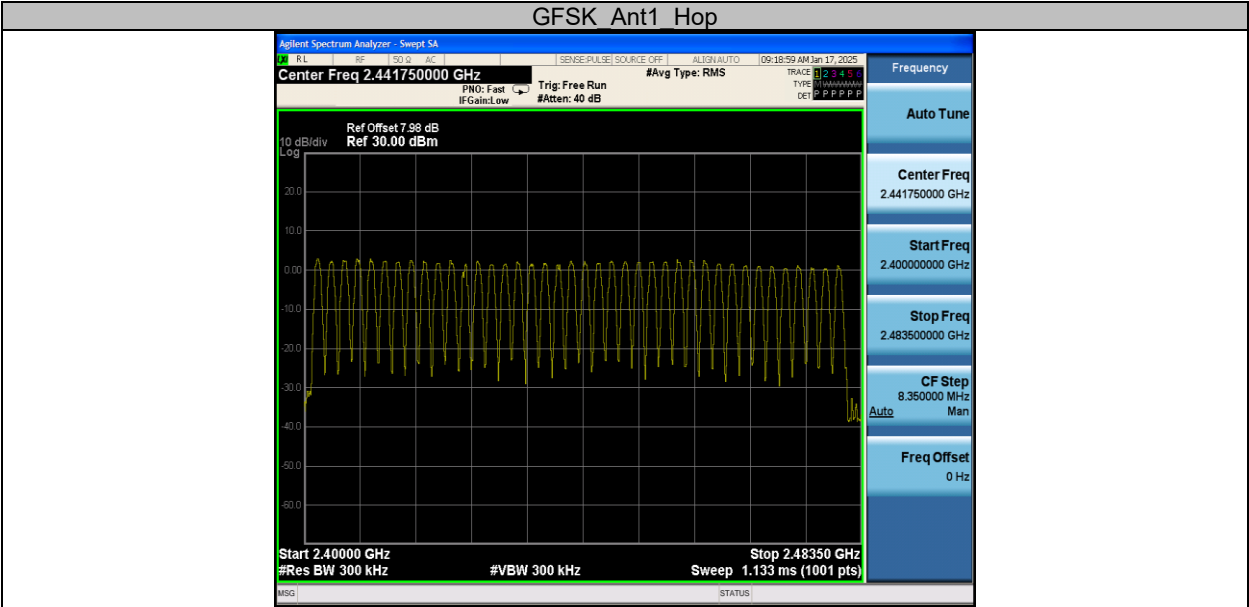 GFSK_Ant1_Hop
Agilent Spectrum Analyzer - Swept SA
RL RF 50 Ω AC SENSE:PULSE SOURCE OFF ALIGN AUTO 09:18:59 AM Jan 17, 2025
Center Freq 2.441750000 GHz #Avg Type: RMS TRACE 1 2 3 4 5 6
PNO: Fast Trig: Free Run TYPE
IFGain:Low #Atten: 40 dB DET P P P P P P
Frequency
Auto Tune
Ref Offset 7.98 dB
10 dB/div Ref 30.00 dBm
Log
20.0
10.0
0.00
-10.0
-20.0
-30.0
-40.0
-50.0
-60.0
Center Freq
2.441750000 GHz
Start Freq
2.400000000 GHz
Stop Freq
2.483500000 GHz
CF Step
8.350000 MHz
Auto Man
Freq Offset
0 Hz
Start 2.40000 GHz Stop 2.48350 GHz
#Res BW 300 kHz #VBW 300 kHz Sweep 1.133 ms (1001 pts)
MSG STATUS